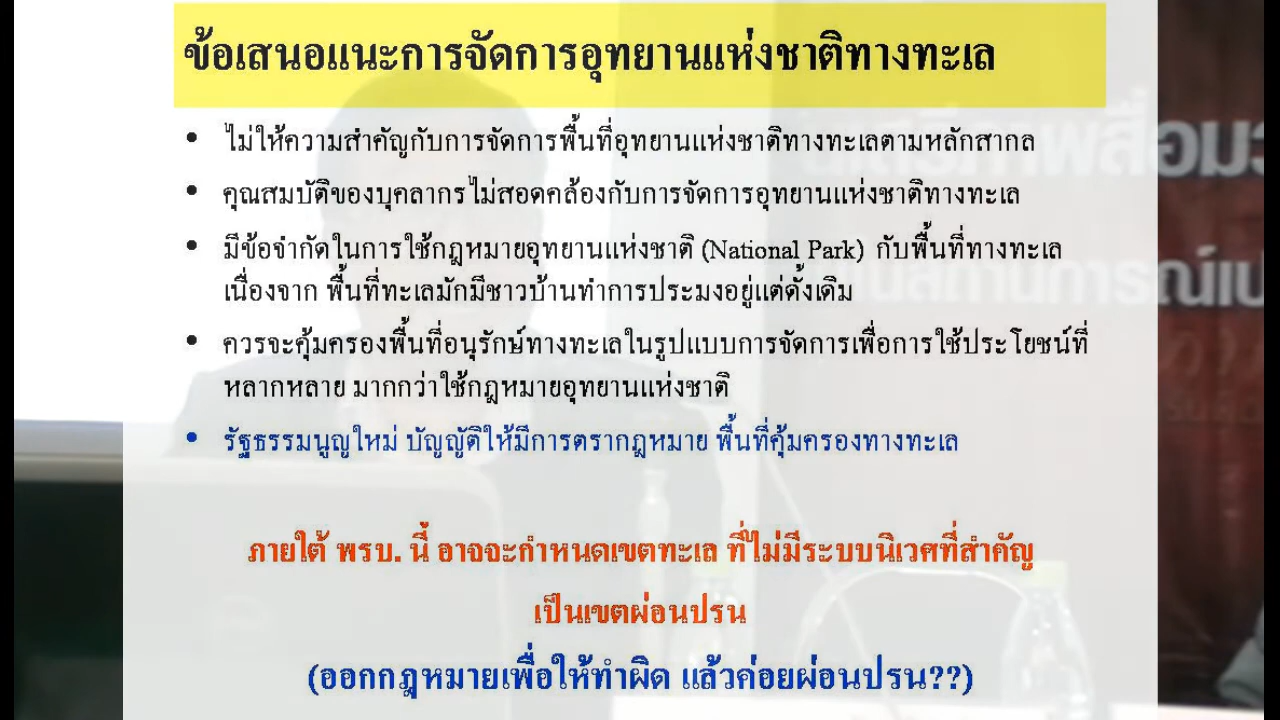 ข้อเสนอแนะการจัดการอุทยานแห่งชาติทางทะเล
• ไม่ให้ความสำคัญกับการจัดการพื้นที่อุทยานแห่งชาติทางทะเลตามหลักสากล
• คุณสมบัติของบุคลากรไม่สอดคล้องกับการจัดการอุทยานแห่งชาติทางทะเล
• มีข้อจำกัดในการใช้กฎหมายอุทยานแห่งชาติ (National Park) กับพื้นที่ทางทะเล
เนื่องจาก พื้นที่ทะเลมักมีชาวบ้านทำการประมงอยู่แต่ดั้งเดิม
• ควรจะคุ้มครองพื้นที่อนุรักษ์ทางทะเลในรูปแบบการจัดการเพื่อการใช้ประโยชน์ที่
หลากหลาย มากกว่าใช้กฎหมายอุทยานแห่งชาติ
• รัฐธรรมนูญใหม่ บัญญัติให้มีการตรากฎหมาย พื้นที่คุ้มครองทางทะเล
ภายใต้ พรบ. นี้ อาจจะกำหนดเขตทะเล ที่ไม่มีระบบนิเวศที่สำคัญ
เป็นเขตผ่อนปรน
(ออกกฎหมายเพื่อให้ทำผิด แล้วค่อยผ่อนปรน??)